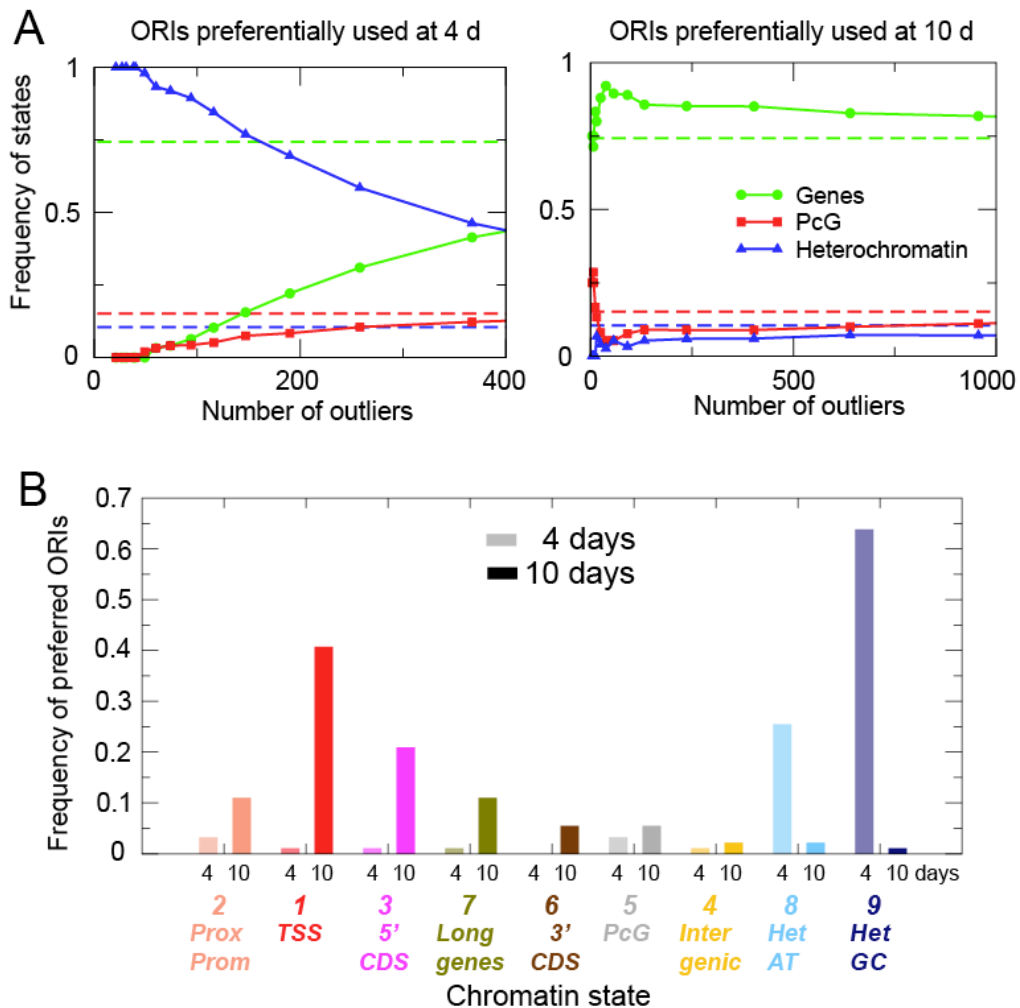 A
ORIs preferentially used at 4 d
ORIs preferentially used at 10 d
Frequency of states
1
0.5
0
0 200 400
Number of outliers
1
0.5
0
0 500 1000
Number of outliers
Genes
PcG
Heterochromatin
B
Frequency of preferred ORIs
0.7
0.6
0.5
0.4
0.3
0.2
0.1
0
4 days
10 days
4 10 4 10 4 10 4 10 4 10 4 10 4 10 4 10 4 10 days
2 1 3 7 6 5 4 8 9
Prox TSS 5' Long 3' PcG Inter Het Het
Prom CDS genes CDS genic AT GC
Chromatin state